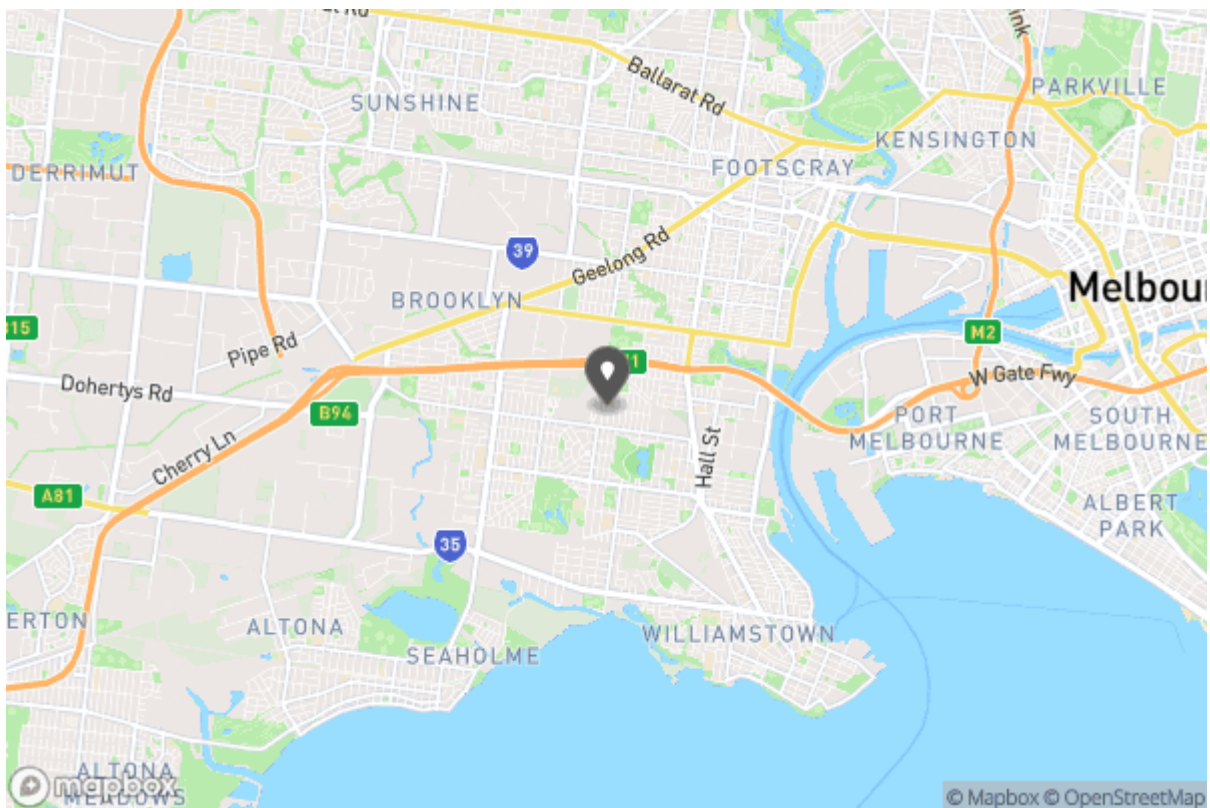 Ballarat Rd
PARKVILLE
SUNSHINE
KENSINGTON
DERRIMUT
FOOTSCRAY
39
Geelong Rd
Melbour
BROOKLYN
M2
Pipe Rd
W Gate Fwy
Dohertys Rd
B94
PORT
MELBOURNE
SOUTH
MELBOURNE
Hall St
Cherry Ln
A81
ALBERT
PARK
35
ERTON
ALTONA
WILLIAMSTOWN
SEAHOLME
ALTONA
MEADOWS
mapbox
© Mapbox © OpenStreetMap